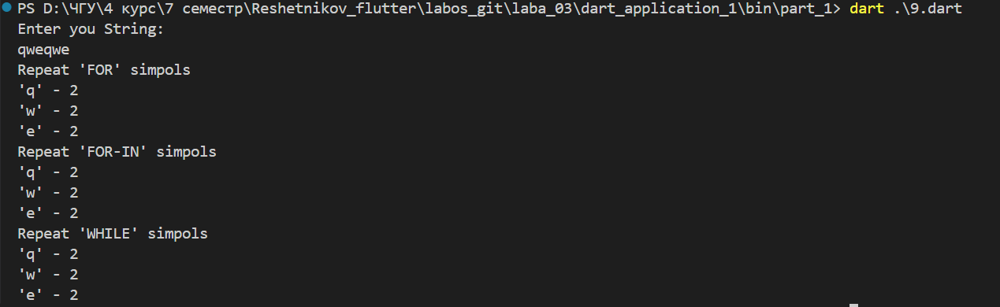 PS D:\ЧГУ\4 курс\7 семестр\Reshetnikov_flutter\labos_git\laba_03\dart_application_1\bin\part_1> dart .\9.dart
Enter you String:
qweqwe
Repeat 'FOR' simpols
'q' - 2
'w' - 2
'e' - 2
Repeat 'FOR-IN' simpols
'q' - 2
'w' - 2
'e' - 2
Repeat 'WHILE' simpols
'q' - 2
'w' - 2
'e' - 2